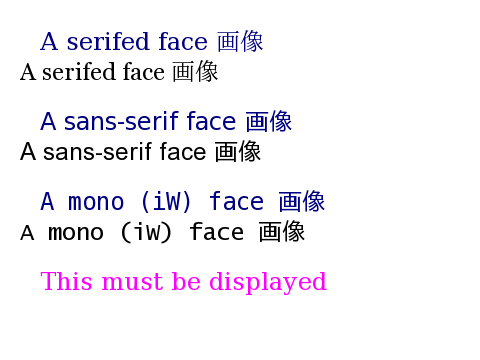 A serifed face 画像
A serifed face 画像
A sans-serif face 画像
A sans-serif face 画像
A mono (iW) face 画像
A mono (iW) face 画像
This must be displayed